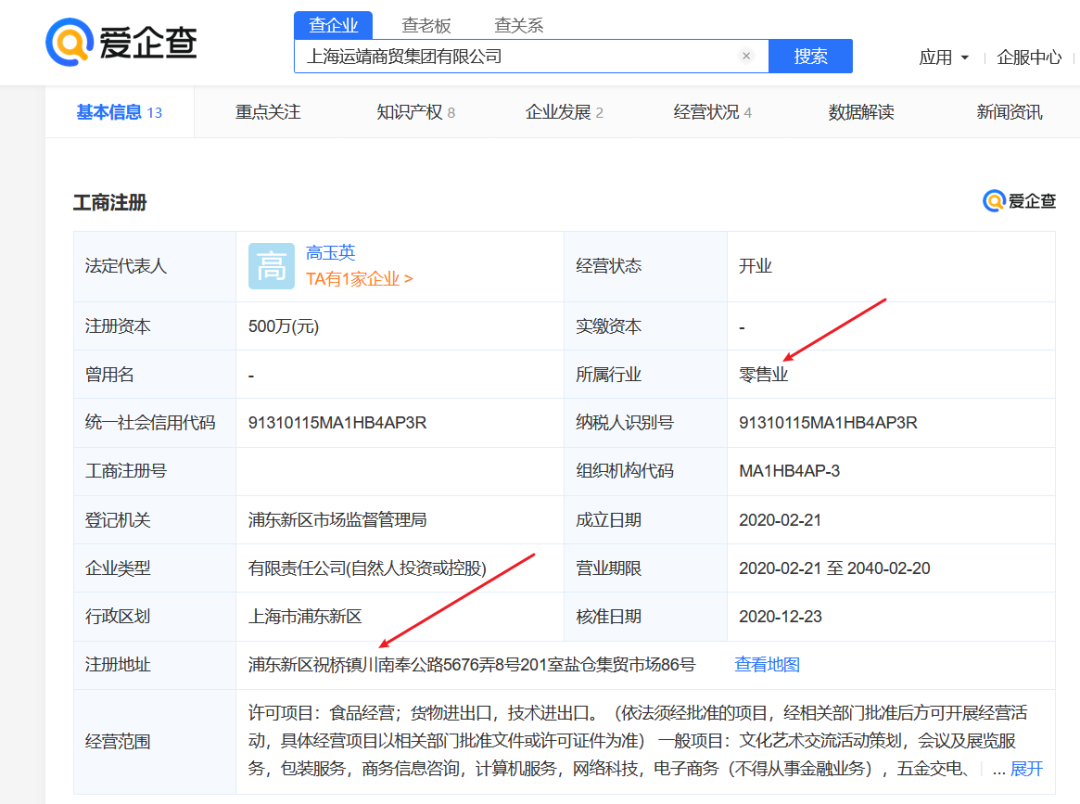 爱企查
查企业 查老板 查关系
上海运靖商贸集团有限公司 × 搜索
应用 企服中心
基本信息 13 重点关注 知识产权 8 企业发展 2 经营状况 4 数据解读 新闻资讯
工商注册 爱企查
法定代表人 高 高玉英 TA有1家企业 > 经营状态 开业
注册资本 500万(元) 实缴资本 -
曾用名 - 所属行业 零售业
统一社会信用代码 91310115MA1HB4AP3R 纳税人识别号 91310115MA1HB4AP3R
工商注册号 组织机构代码 MA1HB4AP-3
登记机关 浦东新区市场监督管理局 成立日期 2020-02-21
企业类型 有限责任公司(自然人投资或控股) 营业期限 2020-02-21 至 2040-02-20
行政区划 上海市浦东新区 核准日期 2020-12-23
注册地址 浦东新区祝桥镇川南奉公路5676弄8号201室盐仓集贸市场86号 查看地图
经营范围 许可项目：食品经营；货物进出口，技术进出口。（依法须经批准的项目，经相关部门批准后方可开展经营活
动，具体经营项目以相关部门批准文件或许可证件为准） 一般项目：文化艺术交流活动策划，会议及展览服
务，包装服务，商务信息咨询，计算机服务，网络科技，电子商务（不得从事金融业务），五金交电、 ... 展开